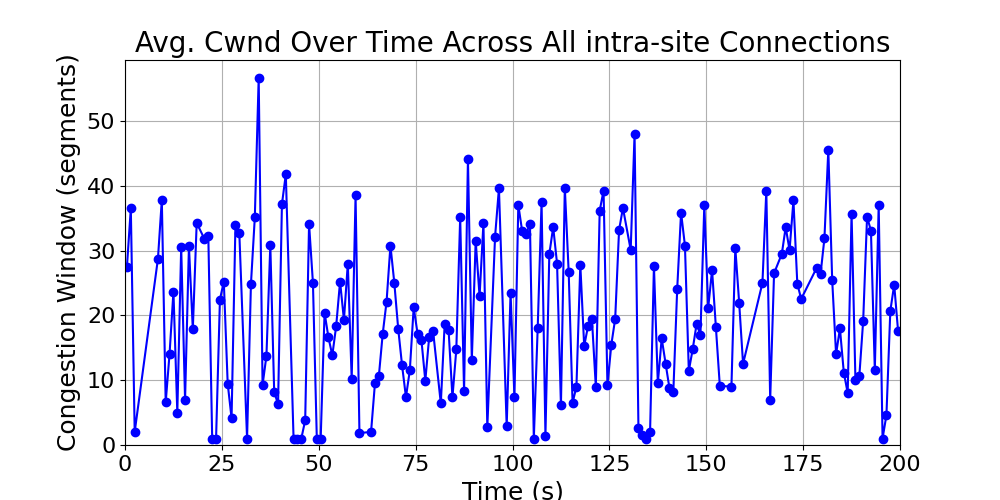 Avg. Cwnd Over Time Across All intra-site Connections
Congestion Window (segments)
50
40
30
20
10
0
0 25 50 75 100 125 150 175 200
Time (s)